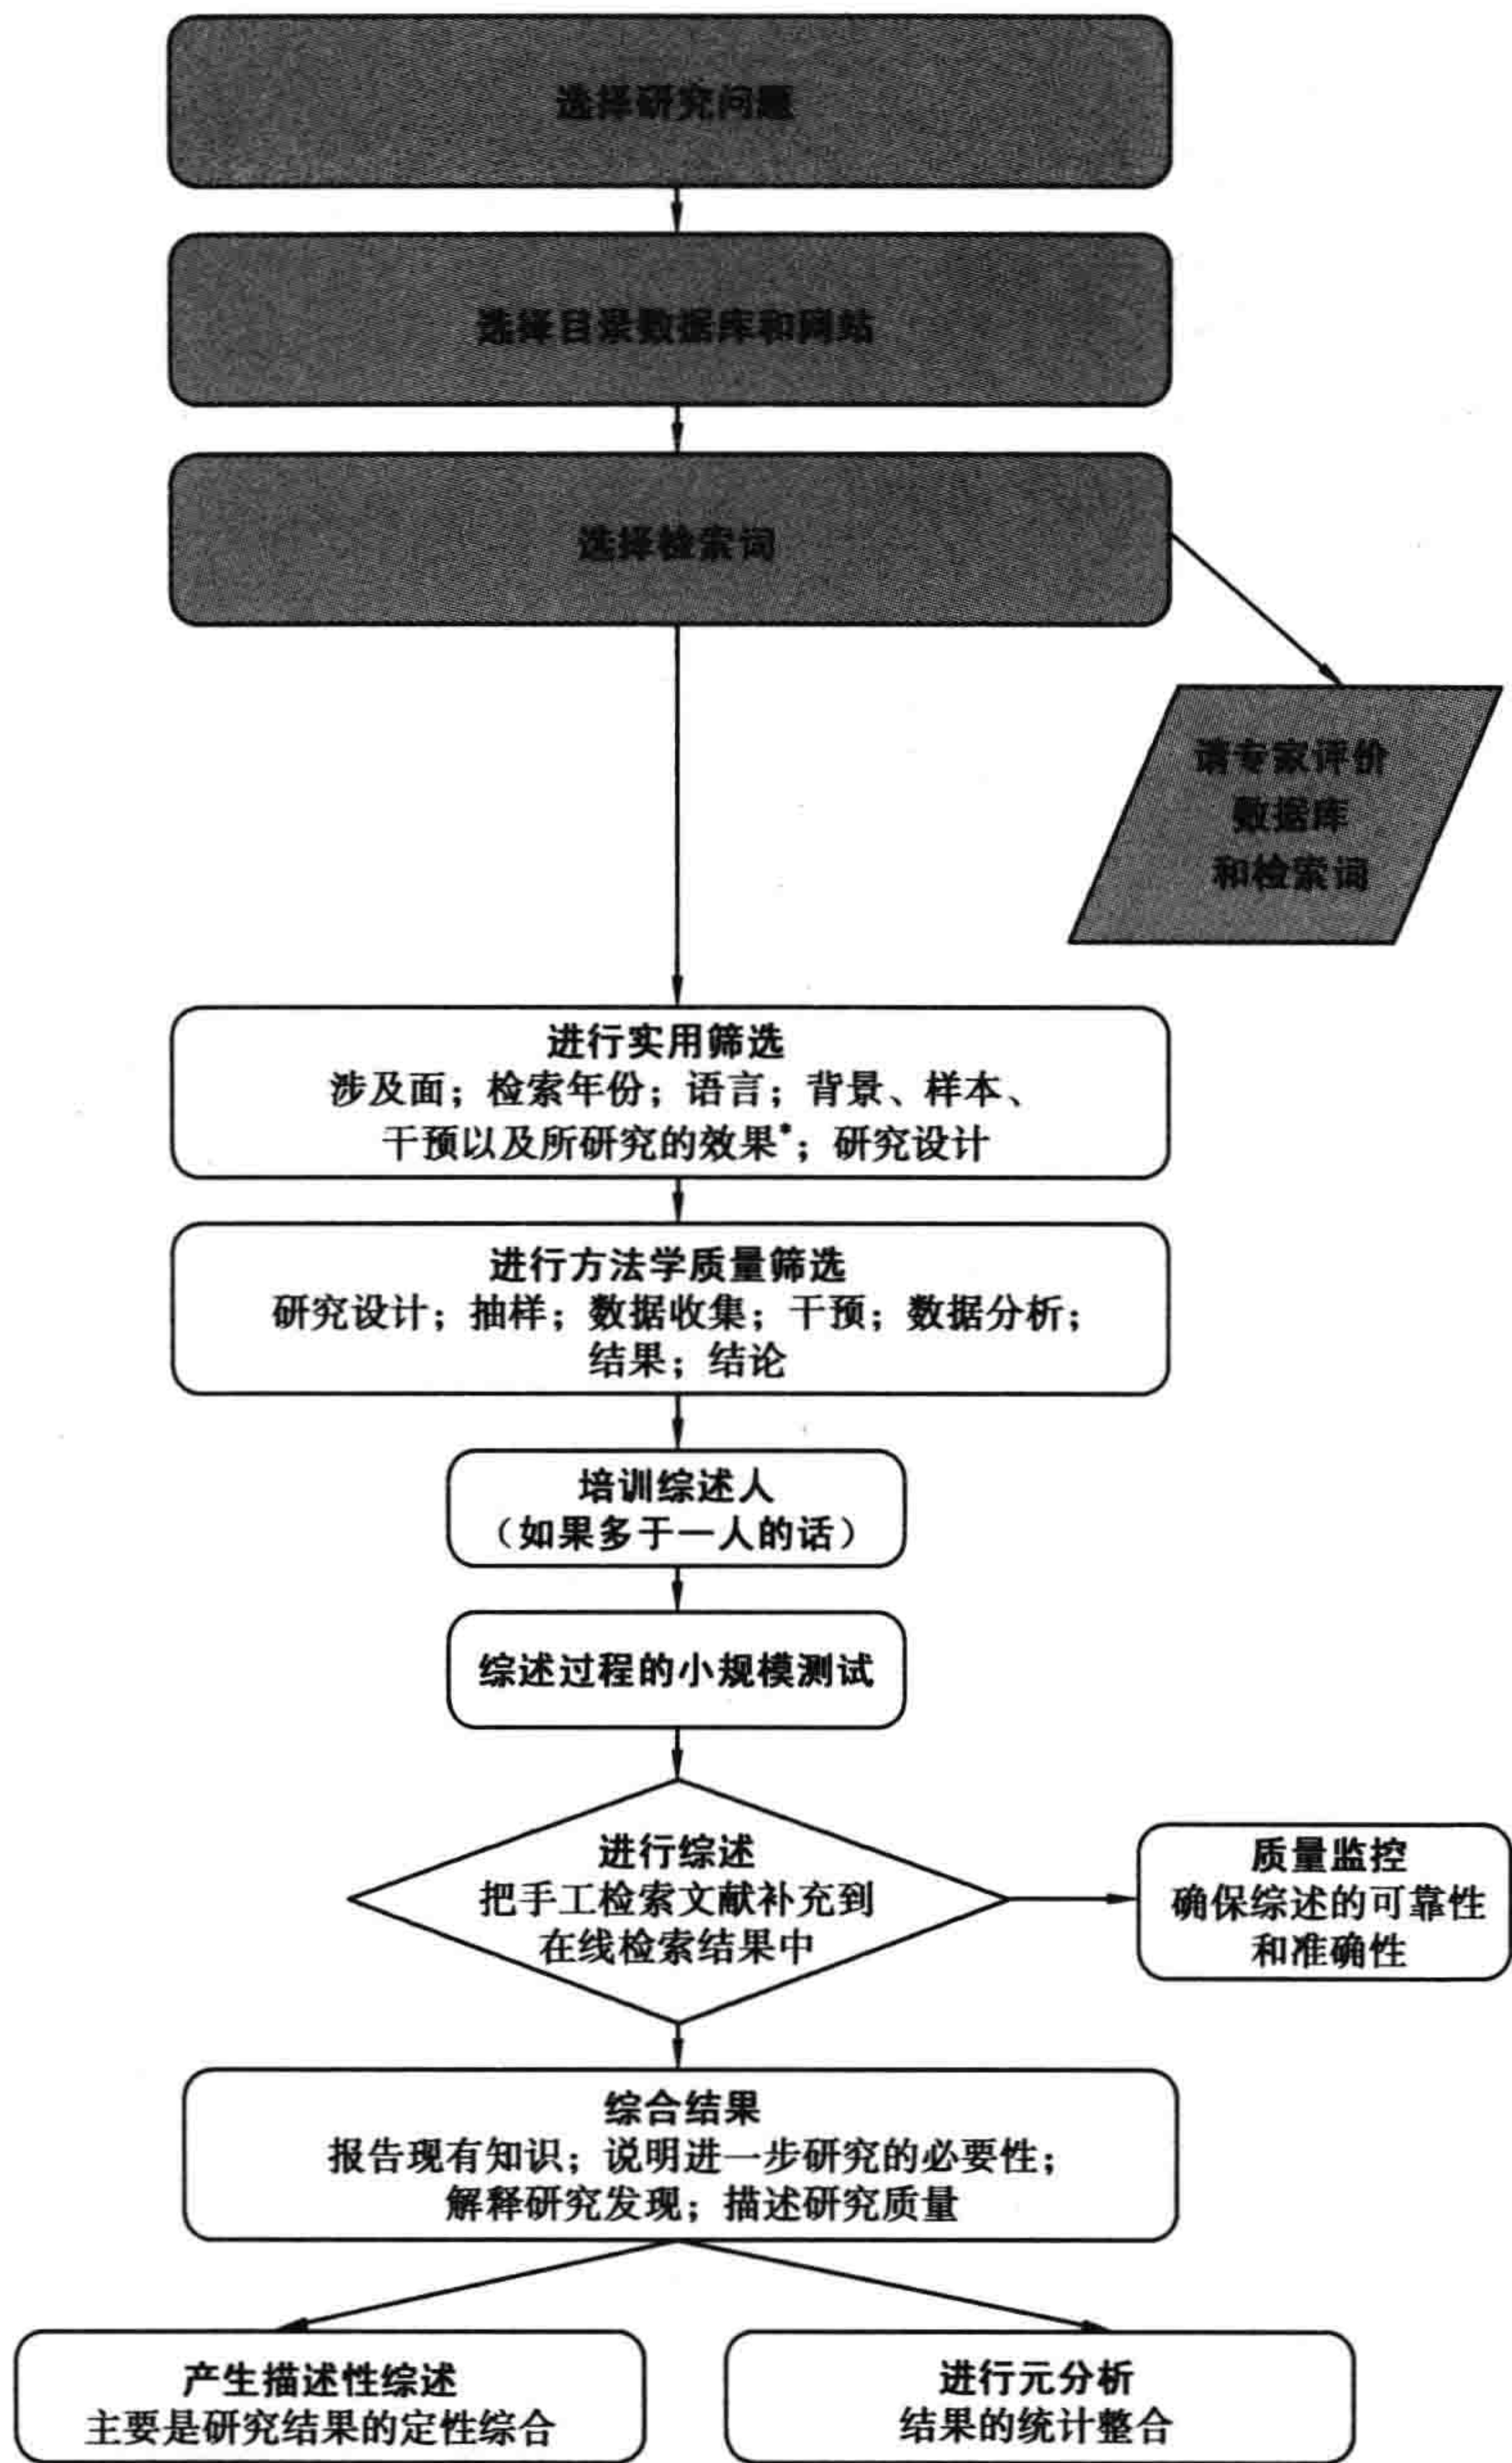 选择研究问题
选择目录数据库和网站
选择检索词
请专家评价
数据库
和检索词
进行实用筛选
涉及面；检索年份；语言；背景、样本、
干预以及所研究的效果*；研究设计
进行方法学质量筛选
研究设计；抽样；数据收集；干预；数据分析；
结果；结论
培训综述人
（如果多于一人的话）
综述过程的小规模测试
进行综述
把手工检索文献补充到
在线检索结果中
质量监控
确保综述的可靠性
和准确性
综合结果
报告现有知识；说明进一步研究的必要性；
解释研究发现；描述研究质量
产生描述性综述
主要是研究结果的定性综合
进行元分析
结果的统计整合